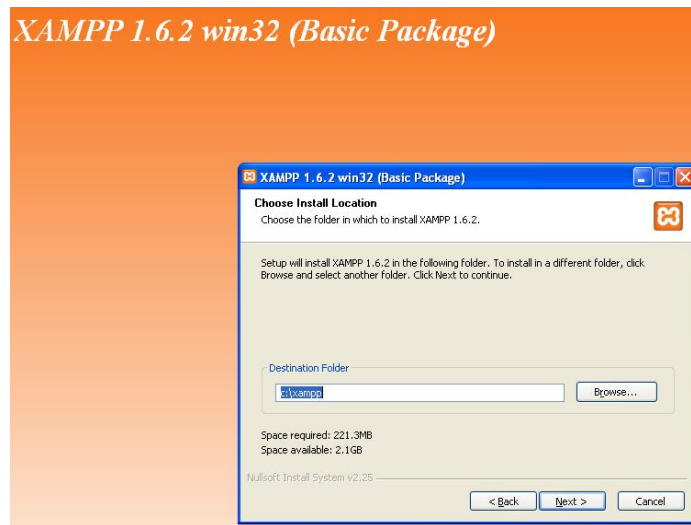 XAMPP 1.6.2 win32 (Basic Package)
XAMPP 1.6.2 win32 (Basic Package)
Choose Install Location
Choose the folder in which to install XAMPP 1.6.2.
Setup will install XAMPP 1.6.2 in the following folder. To install in a different folder, click
Browse and select another folder. Click Next to continue.
Destination Folder
c:\xampp
Browse...
Space required: 221.3MB
Space available: 2.1GB
Nullsoft Install System v2.25
< Back Next > Cancel